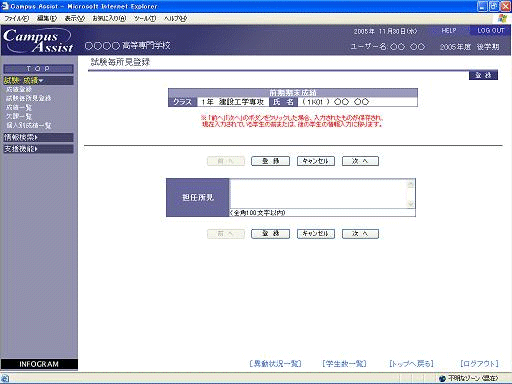 Campus Assist - Microsoft Internet Explorer
ファイル(F) 編集(E) 表示(V) お気に入り(A) ツール(T) ヘルプ(H)
Campus Assist
○○○○ 高等専門学校
2005年 11月30日(水) HELP LOG OUT
ユーザー名:○○ ○○ 2005年度 後学期
TOP
試験・成績▼
成績登録
試験毎所見登録
成績一覧
欠課一覧
個人別成績一覧
情報検索▶
支援機能▶
INFOGRAM
試験毎所見登録
登 録
前期期末成績
クラス 1年 建設工学専攻 氏 名 (1K01) ○○ ○○
※「前へ」「次へ」のボタンをクリックした場合、入力されたものが保存され、
現在入力されている学生の前または、後の学生の情報入力に移ります。
前 へ 登 録 キャンセル 次 へ
担任所見
(全角100文字以内)
前 へ 登 録 キャンセル 次 へ
[異動状況一覧] [学生数一覧] [トップへ戻る] [ログアウト]
不明なゾーン (混在)